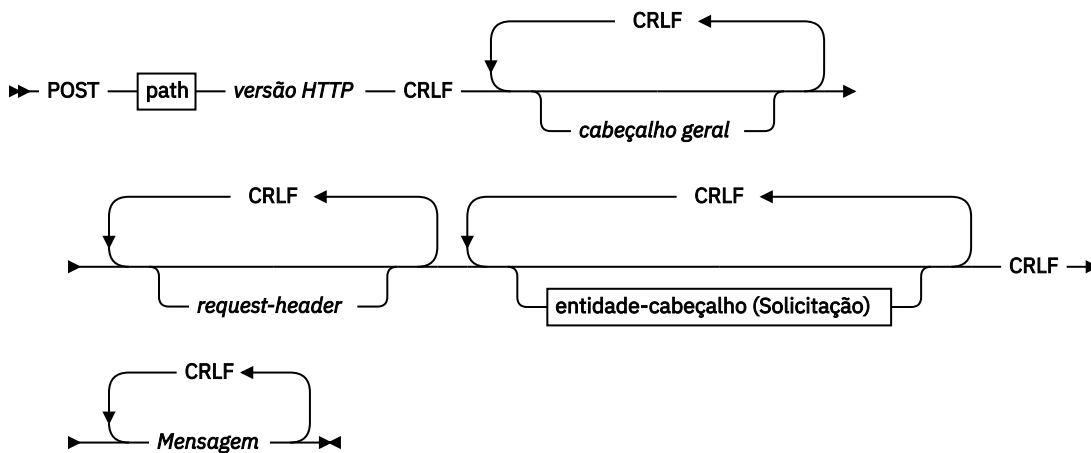 CRLF
POST path versão HTTP CRLF
cabeçalho geral
CRLF CRLF
CRLF
request-header entidade-cabeçalho (Solicitação)
CRLF
Mensagem